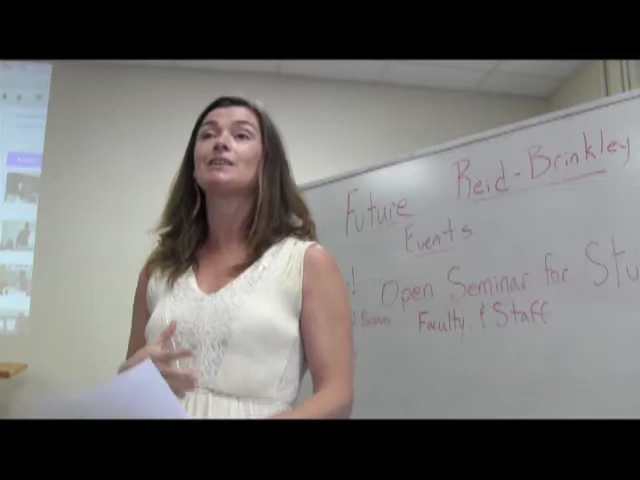 Future Reid-Brinkley
Events
! Open Seminar for Stu
Faculty & Staff